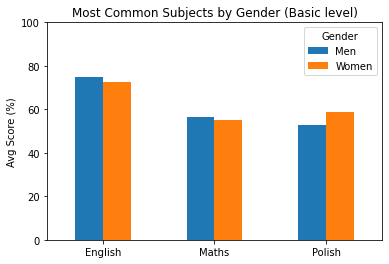 Most Common Subjects by Gender (Basic level)
Avg Score (%)
100
80
60
40
20
0
Gender
Men
Women
English
Maths
Polish